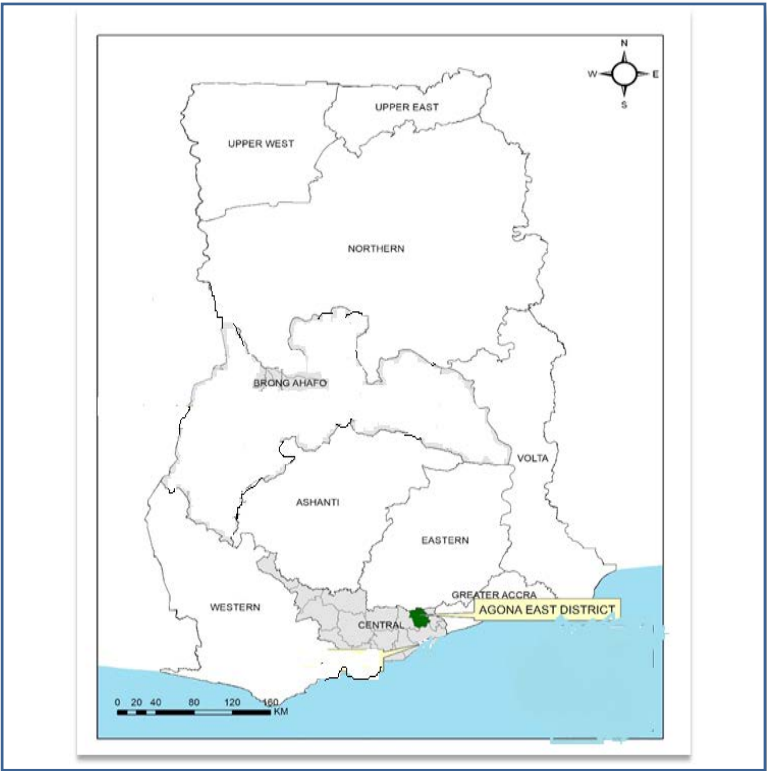 N
W E
S
UPPER EAST
UPPER WEST
NORTHERN
BRONG AHAFO
VOLTA
ASHANTI
EASTERN
GREATER ACCRA
WESTERN
AGONA EAST DISTRICT
CENTRAL
0 20 40 80 120 160
KM